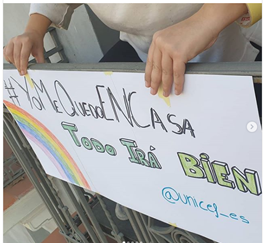 #YoMeQuedoENCasa
Todo Irá BIEN
@unicef_es